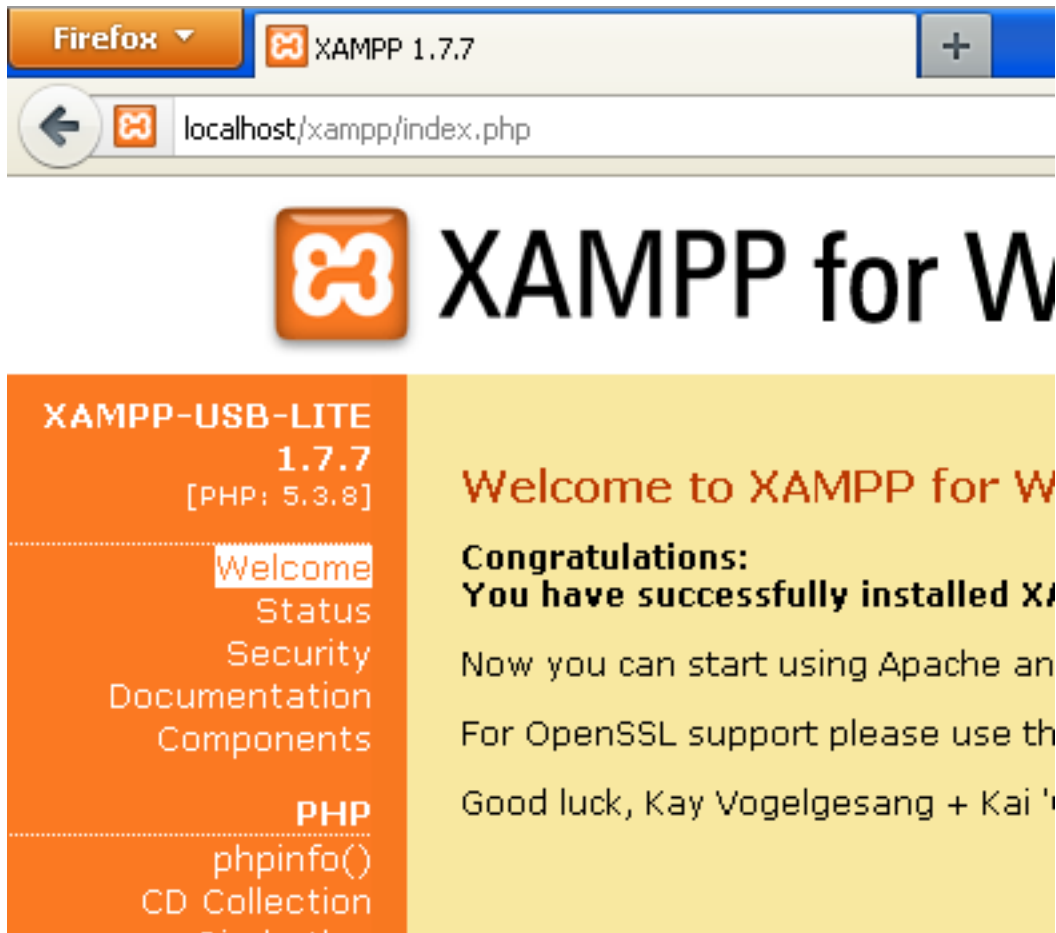 Firefox
XAMPP 1.7.7
localhost/xampp/index.php
XAMPP for W
XAMPP-USB-LITE
1.7.7
[PHP: 5.3.8]
Welcome
Status
Security
Documentation
Components
PHP
phpinfo()
CD Collection
Welcome to XAMPP for W
Congratulations:
You have successfully installed XA
Now you can start using Apache an
For OpenSSL support please use th
Good luck, Kay Vogelgesang + Kai '